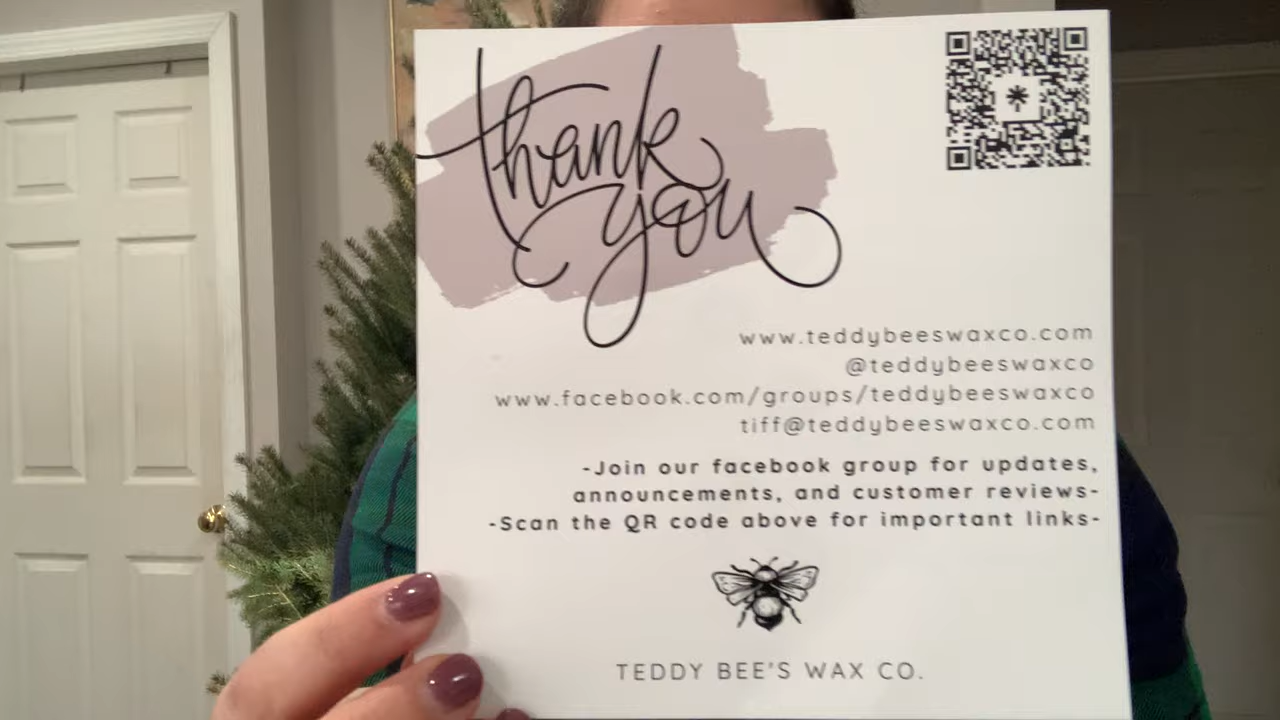 thank
you
www.teddybeeswaxco.com
@teddybeeswaxco
www.facebook.com/groups/teddybeeswaxco
tiff@teddybeeswaxco.com
-Join our facebook group for updates,
announcements, and customer reviews-
-Scan the QR code above for important links-
TEDDY BEE'S WAX CO.